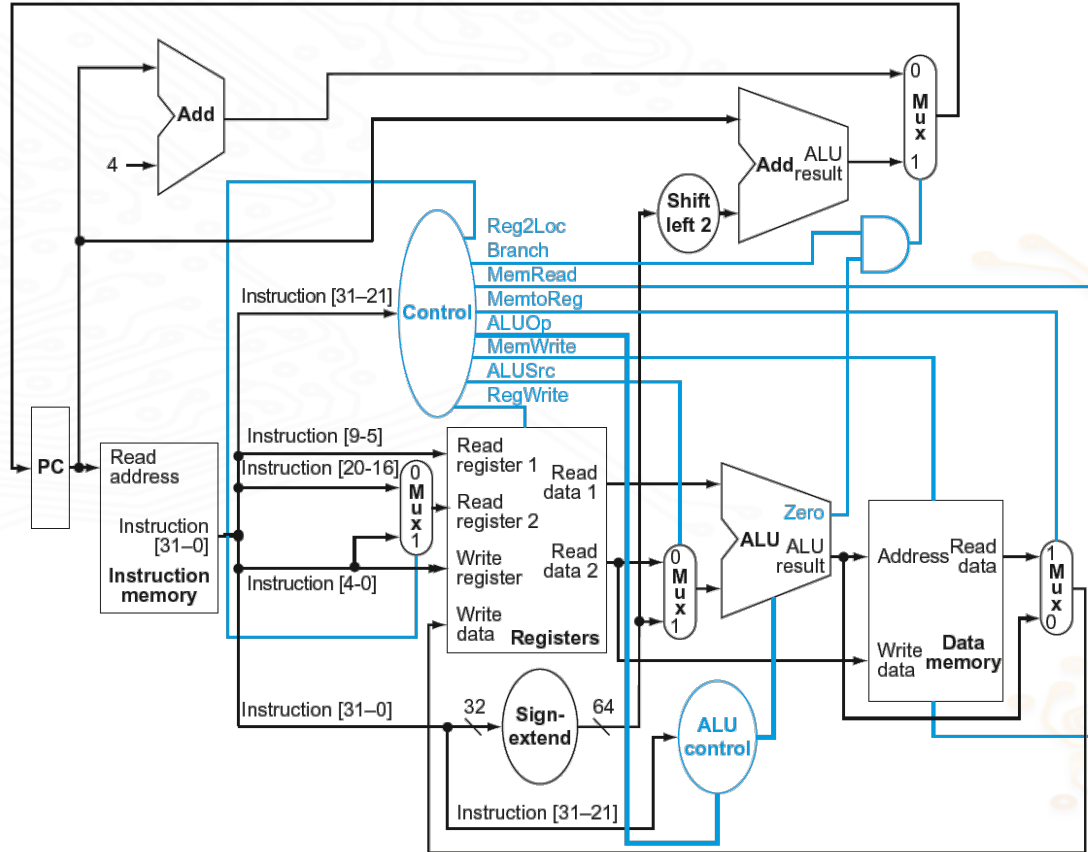 Add
4
0
Mux
1
Add
ALU
result
Shift
left 2
Reg2Loc
Branch
MemRead
MemtoReg
ALUOp
MemWrite
ALUSrc
RegWrite
Instruction [31–21]
Control
PC
Read
address
Instruction
[31–0]
Instruction
memory
Instruction [9-5]
Instruction [20-16]
Instruction [4-0]
0
Mux
1
Read
register 1
Read
register 2
Write
register
Write
data
Read
data 1
Read
data 2
Registers
0
Mux
1
Zero
ALU
ALU
result
Address
Read
data
Write
data
Data
memory
1
Mux
0
Instruction [31–0]
32
Sign-
extend
64
ALU
control
Instruction [31–21]